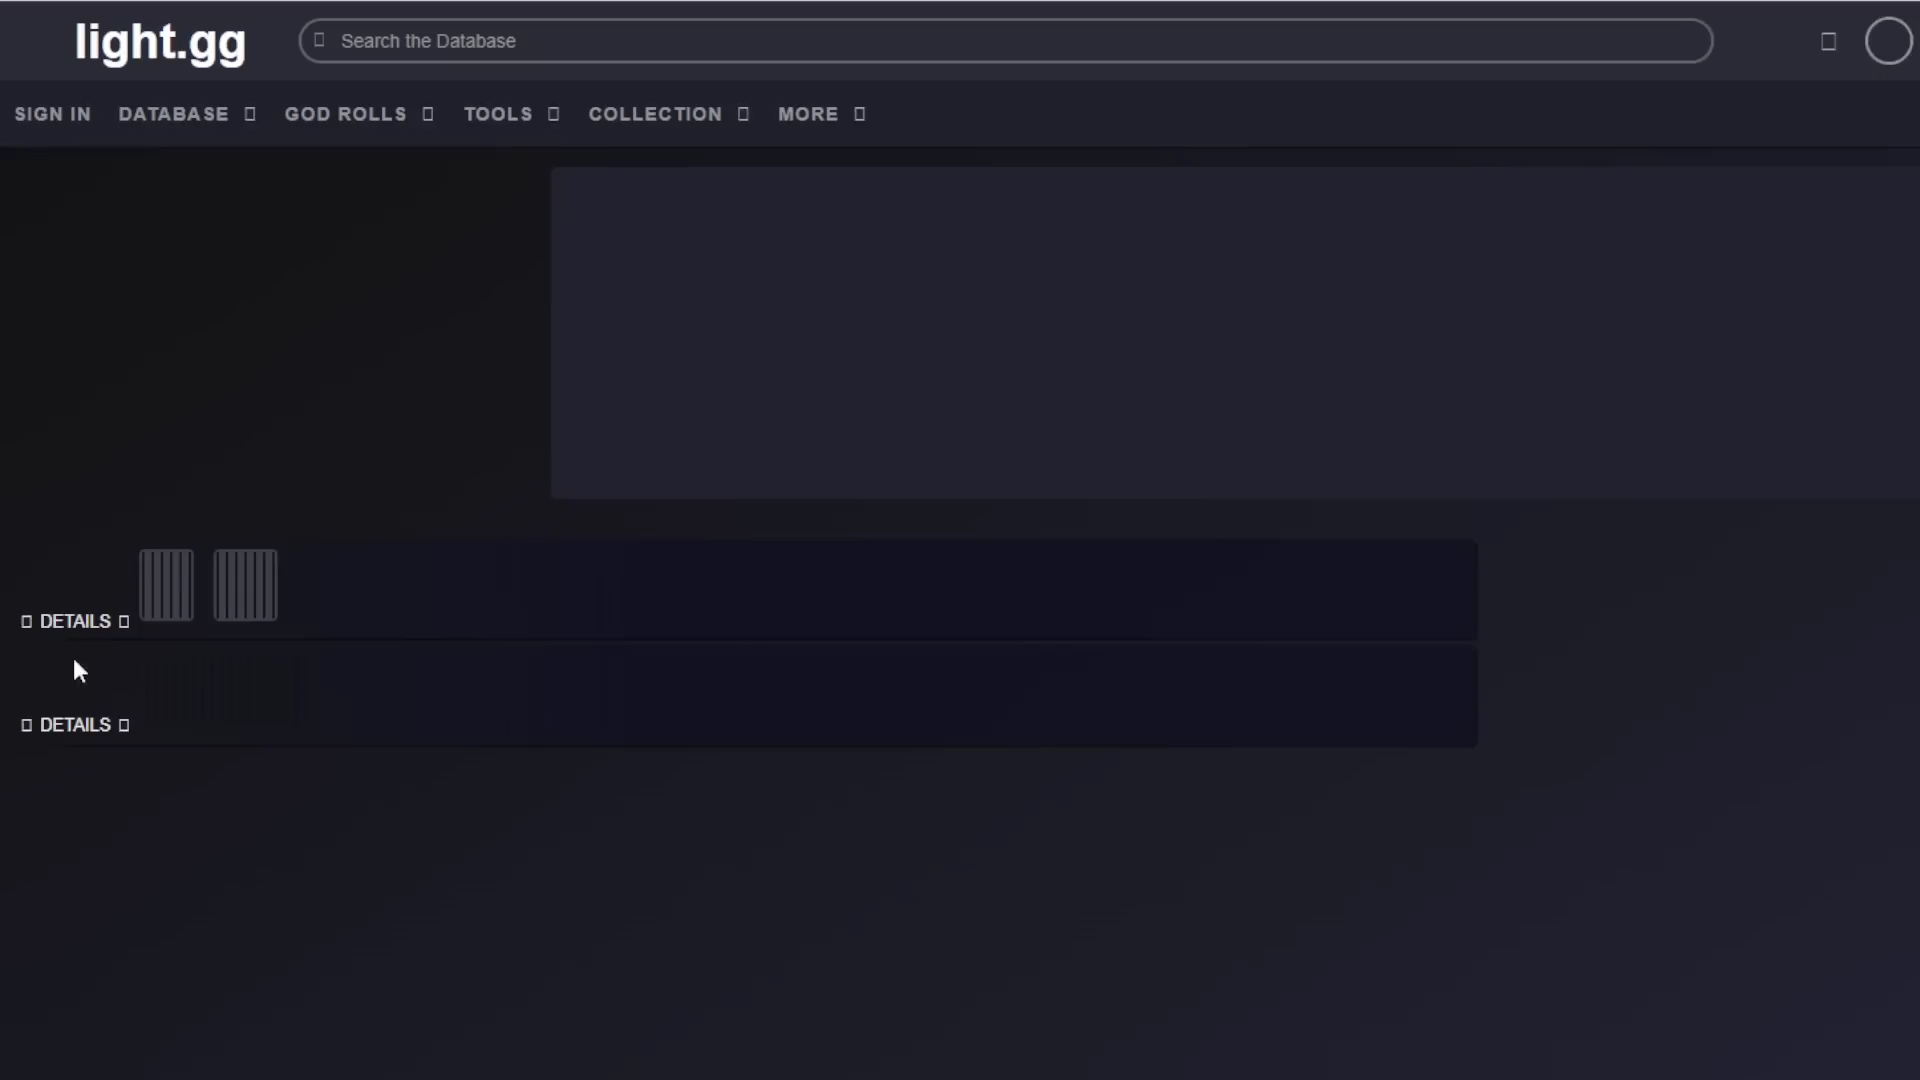 light.gg
Search the Database
SIGN IN DATABASE GOD ROLLS TOOLS COLLECTION MORE
DETAILS
DETAILS